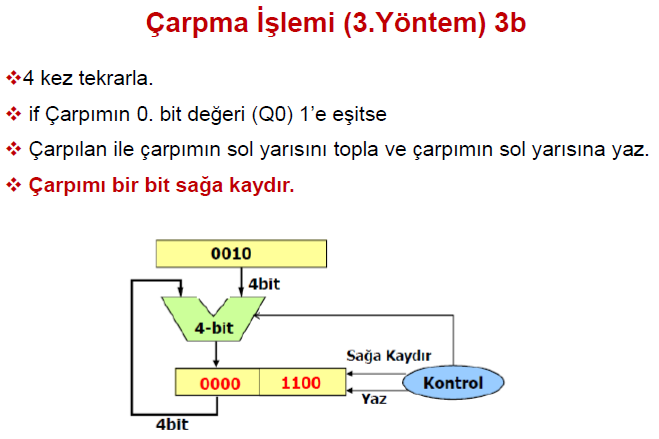 Çarpma İşlemi (3.Yöntem) 3b
❖4 kez tekrarla.
❖ if Çarpımın 0. bit değeri (Q0) 1’e eşitse
❖ Çarpılan ile çarpımın sol yarısını topla ve çarpımın sol yarısına yaz.
❖ Çarpımı bir bit sağa kaydır.
0010
4bit
4-bit
Sağa Kaydır
0000 1100
Kontrol
Yaz
4bit